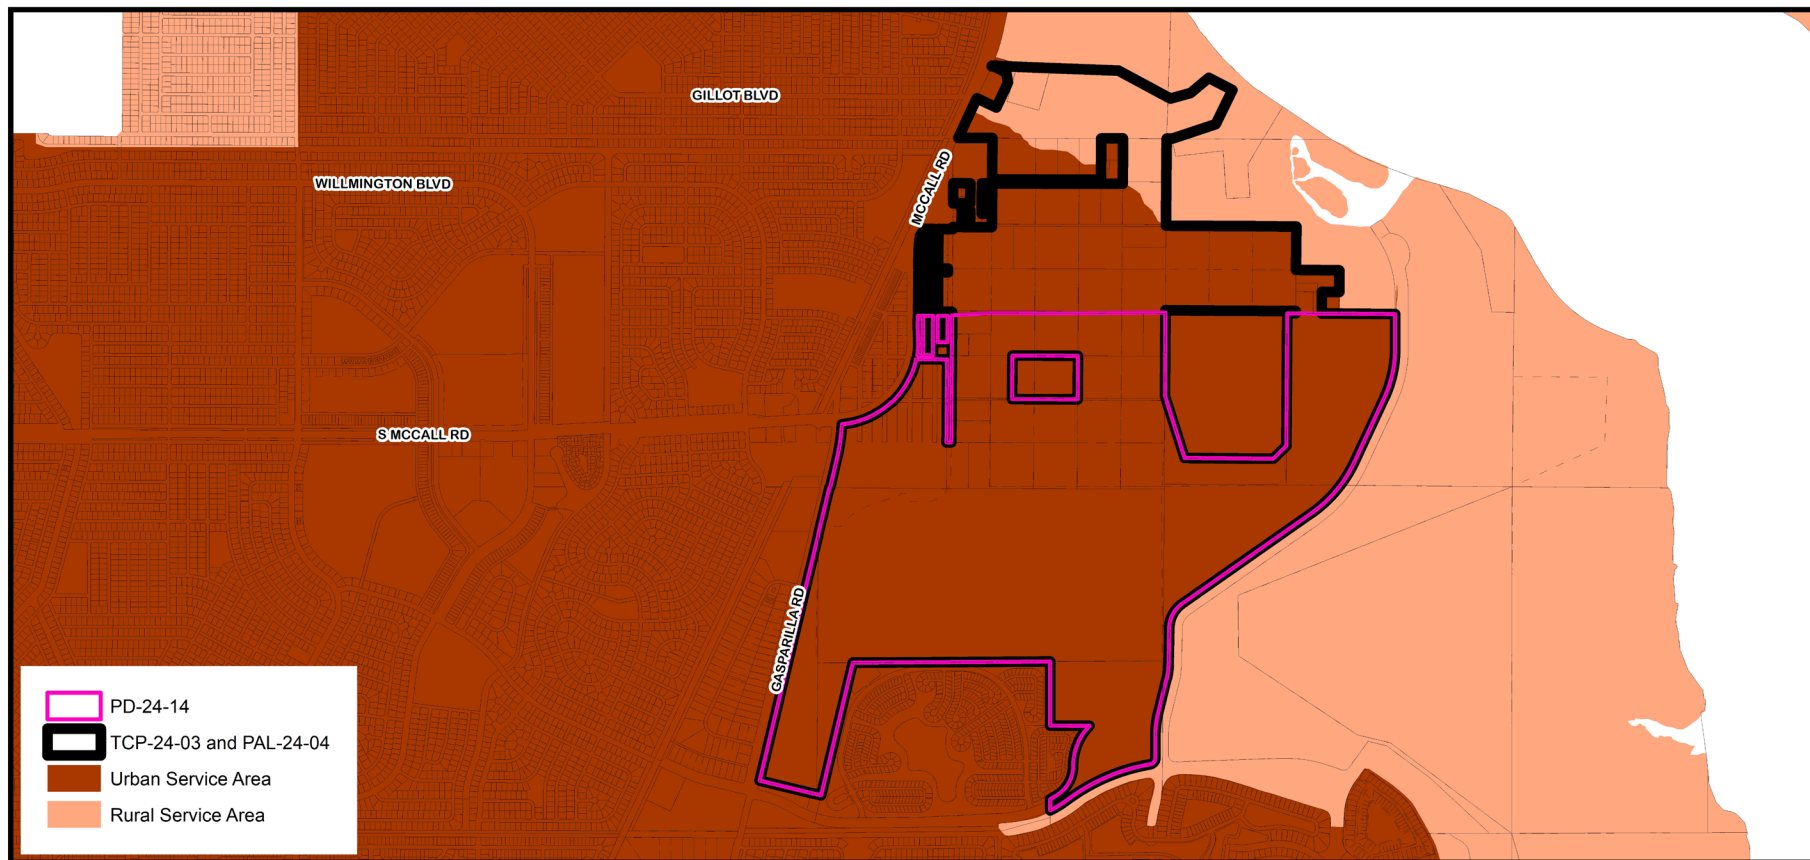 GILLOT BLVD
WILLMINGTON BLVD
MCCALL RD
S MCCALL RD
GASPARILLA RD
PD-24-14
TCP-24-03 and PAL-24-04
Urban Service Area
Rural Service Area